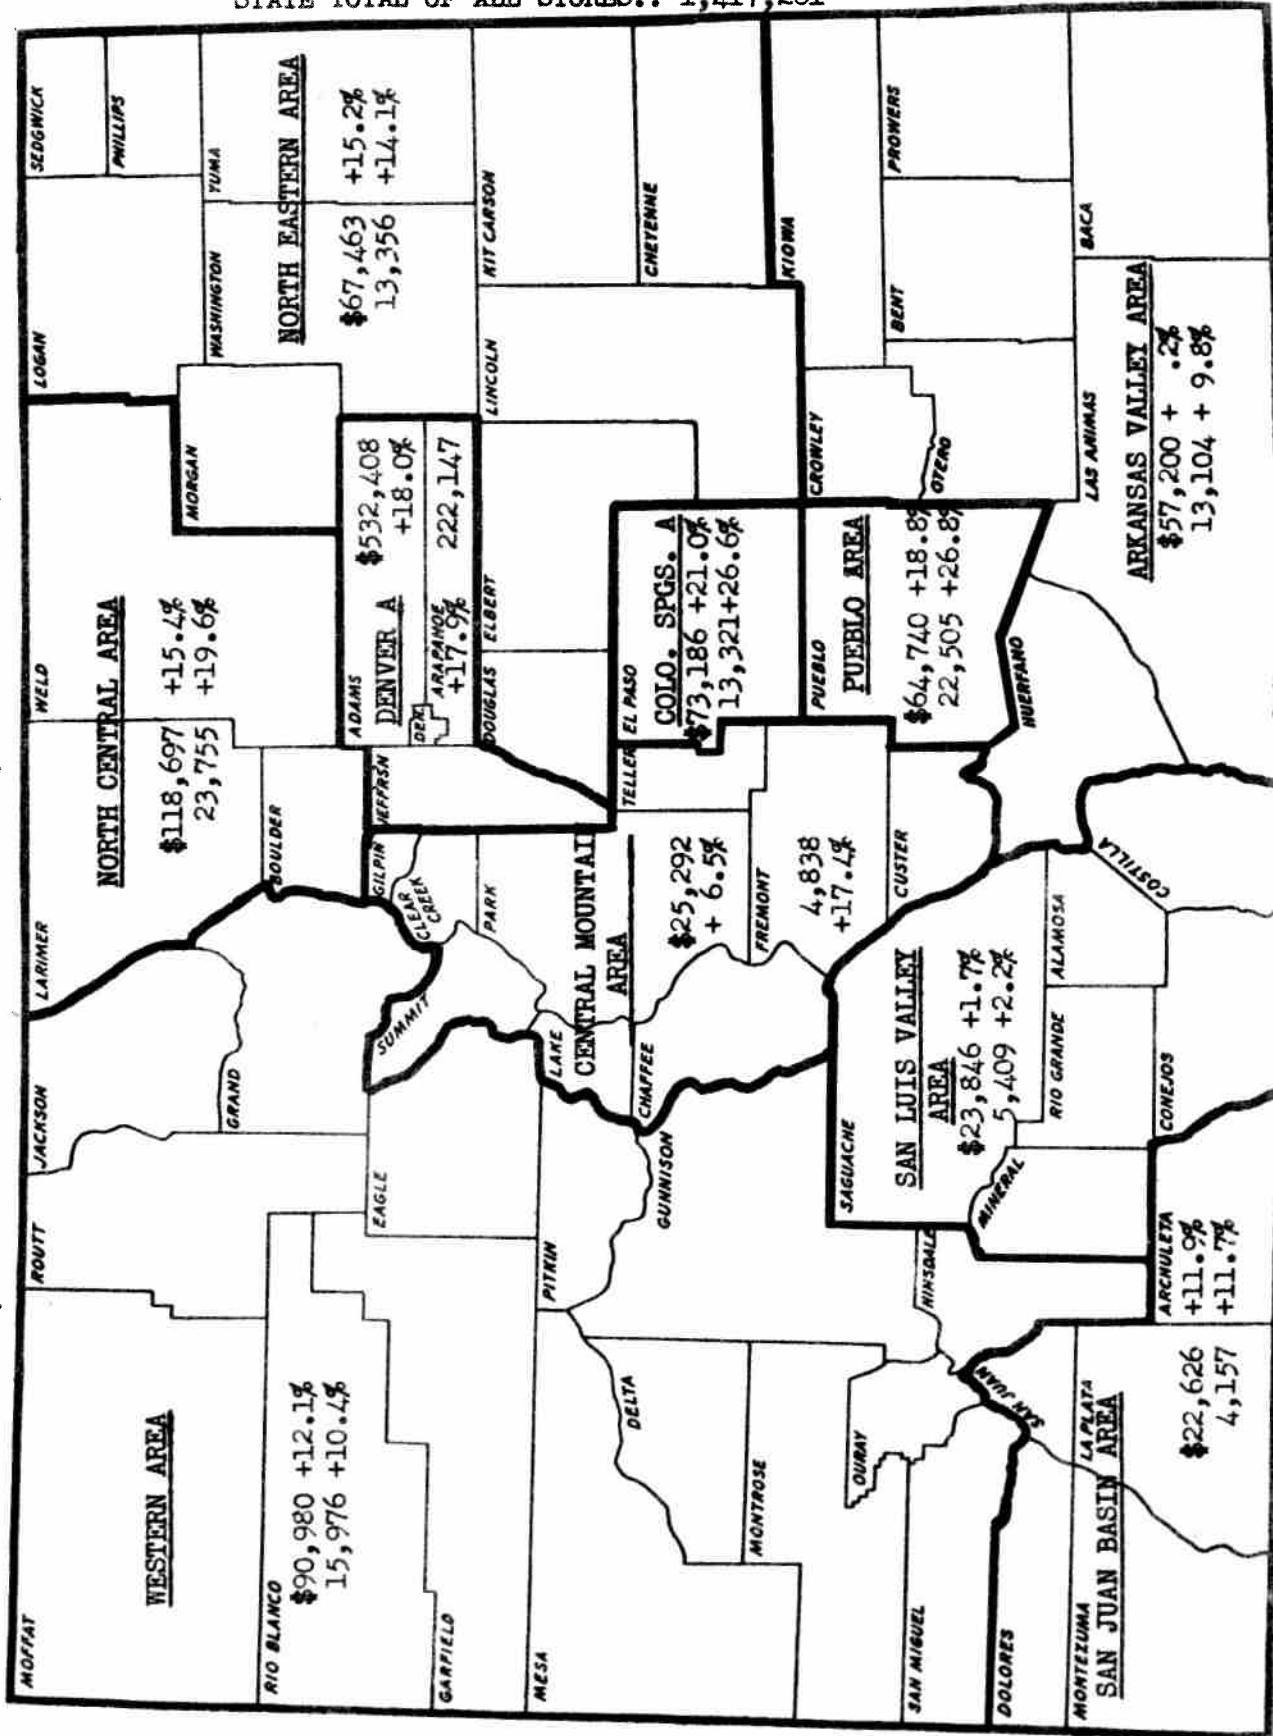 STATE TOTAL OF ALL STORES..
MOFFAT
ROUTT
JACKSON
LARIMER
WELD
LOGAN
SEDGWICK
PHILLIPS
WESTERN AREA
RIO BLANCO
$90,980 +12.1%
15,976 +10.4%
GARFIELD
GRAND
NORTH CENTRAL AREA
$118,697 +15.4%
23,755 +19.6%
BOULDER
MORGAN
WASHINGTON
YUMA
NORTH EASTERN AREA
$67,463 +15.2%
13,356 +14.1%
EAGLE
SUMMIT
GILPIN
CLEAR
CREEK
JEFFRSN
ADAMS
$532,408
DENVER A +18.0%
DEN.
ARAPAHOE
+17.9% 222,147
MESA
PITKIN
LAKE
PARK
DOUGLAS
ELBERT
LINCOLN
KIT CARSON
CHEYENNE
DELTA
GUNNISON
CHAFFEE
CENTRAL MOUNTAIN
AREA
$25,292
+ 6.5%
FREMONT
4,838
+17.4%
TELLER
EL PASO
COLO. SPGS. A
$73,186 +21.0%
13,321+26.6%
MONTROSE
OURAY
SAN MIGUEL
HINSDALE
SAGUACHE
SAN LUIS VALLEY
AREA
$23,846 +1.7%
5,409 +2.2%
MINERAL
RIO GRANDE
ALAMOSA
CUSTER
PUEBLO
PUEBLO AREA
$64,740 +18.8%
22,505 +26.8%
HUERFANO
CROWLEY
OTERO
KIOWA
BENT
PROWERS
DOLORES
SAN JUAN
MONTEZUMA
LA PLATA
SAN JUAN BASIN AREA
ARCHULETA
$22,626 +11.9%
4,157 +11.7%
CONEJOS
COSTILLA
LAS ANIMAS
BACA
ARKANSAS VALLEY AREA
$57,200 + .2%
13,104 + 9.8%